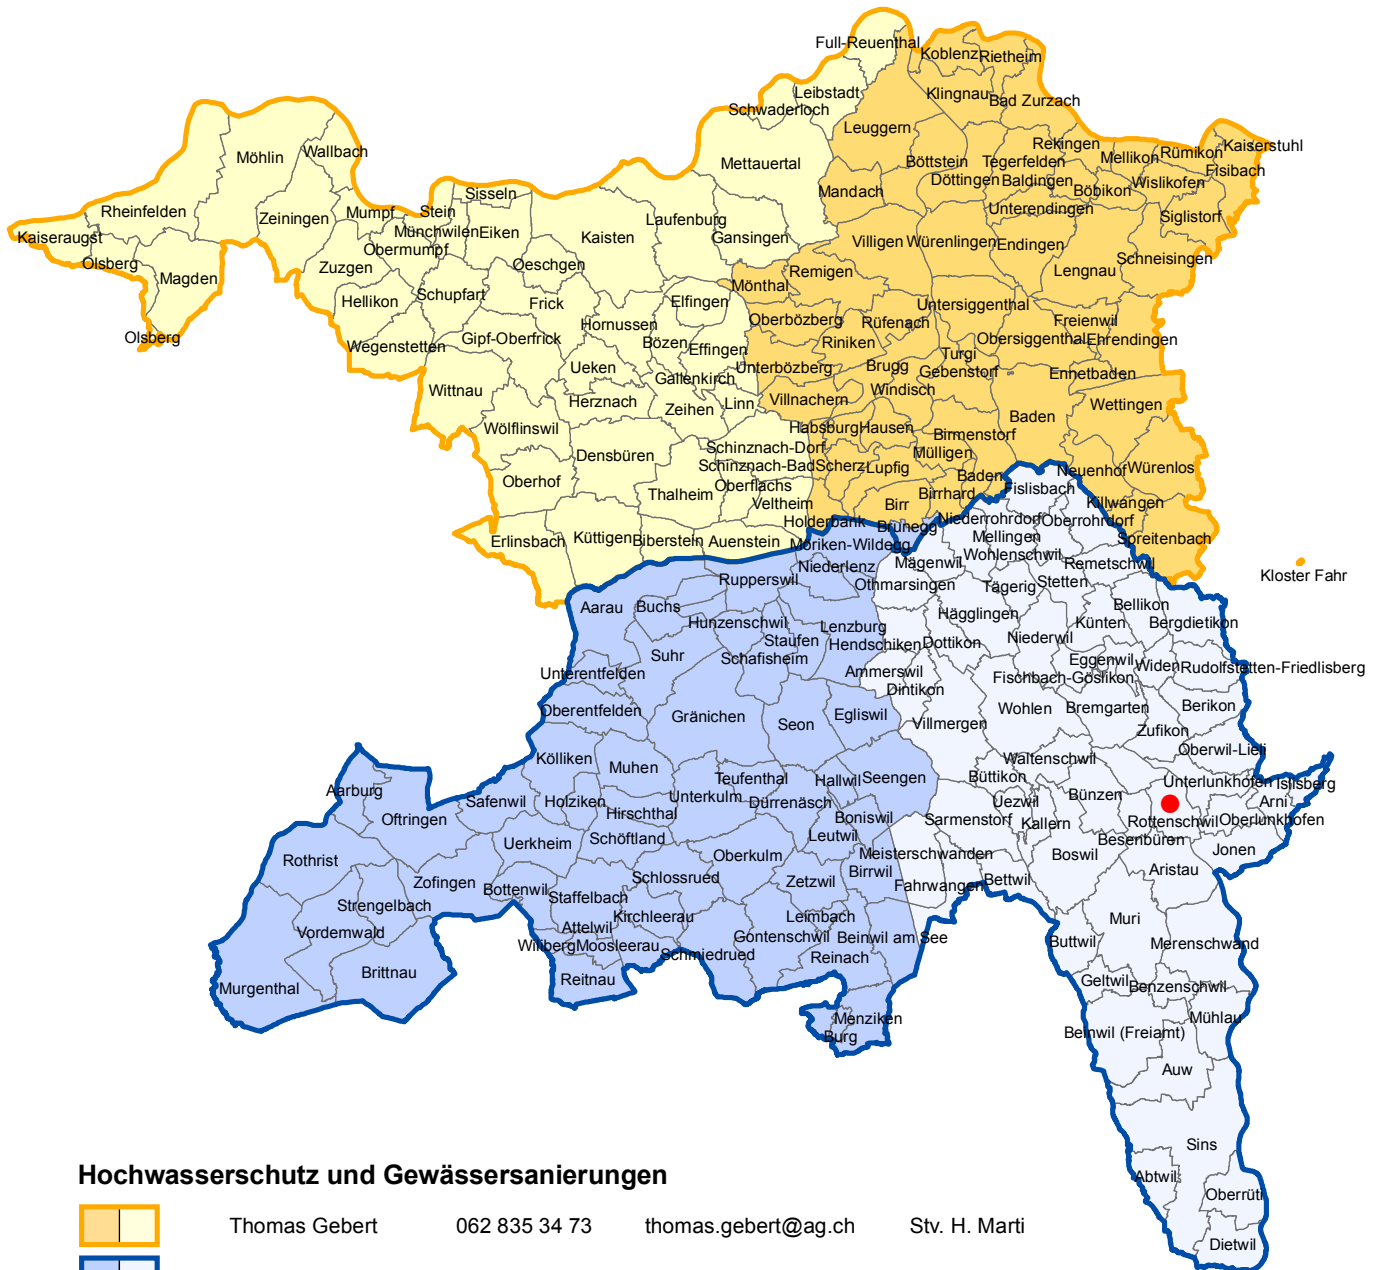 Full-Reuenthal
Koblenz
Rietheim
Leibstadt
Klingnau
Bad Zurzach
Schwaderloch
Leuggern
Rekingen
Kaiserstuhl
Möhlin
Wallbach
Mettauertal
Böttstein
Tegerfelden
Mellikon
Rümikon
Fisibach
Mandach
Döttingen
Baldingen
Böbikon
Wislikofen
Sisseln
Rheinfelden
Zeiningen
Mumpf
Stein
Laufenburg
Unterendingen
Siglistorf
Kaiseraugst
Münchwilen
Eiken
Kaisten
Gansingen
Villigen
Würenlingen
Endingen
Obermumpf
Olsberg
Zuzgen
Oeschgen
Remigen
Lengnau
Schneisingen
Magden
Mönthal
Hellikon
Schupfart
Frick
Elfingen
Untersiggenthal
Olsberg
Hornussen
Oberbözberg
Rüfenach
Freienwil
Wegenstetten
Gipf-Oberfrick
Bözen
Effingen
Riniken
Obersiggenthal
Ehrendingen
Turgi
Ueken
Gallenkirch
Unterbözberg
Brugg
Gebenstorf
Ennetbaden
Wittnau
Herznach
Zeihen
Linn
Villnachern
Windisch
Wettingen
Wölflinswil
Habsburg
Hausen
Baden
Birmenstorf
Densbüren
Schinznach-Dorf
Mülligen
Oberhof
Schinznach-Bad
Scherz
Lupfig
Neuenhof
Würenlos
Thalheim
Oberflachs
Baden
Fislisbach
Veltheim
Birr
Birrhard
Killwangen
Erlinsbach
Küttigen
Biberstein
Auenstein
Holderbank
Brunegg
Niederrohrdorf
Oberrohrdorf
Mellingen
Spreitenbach
Möriken-Wildegg
Wohlenschwil
Niederlenz
Mägenwil
Remetschwil
Kloster Fahr
Rupperswil
Othmarsingen
Tägerig
Stetten
Aarau
Buchs
Hägglingen
Bellikon
Hunzenschwil
Lenzburg
Künten
Bergdietikon
Staufen
Hendschiken
Dottikon
Niederwil
Suhr
Schafisheim
Eggenwil
Widen
Rudolfstetten-Friedlisberg
Unterentfelden
Ammerswil
Fischbach-Göslikon
Dintikon
Oberentfelden
Gränichen
Seon
Egliswil
Villmergen
Wohlen
Bremgarten
Berikon
Zufikon
Kölliken
Muhen
Waltenschwil
Oberwil-Lieli
Teufenthal
Hallwil
Seengen
Büttikon
Unterlunkhofen
Islisberg
Aarburg
Safenwil
Holziken
Unterkulm
Dürrenäsch
Uezwil
Bünzen
Arni
Oftringen
Hirschthal
Boniswil
Sarmenstorf
Kallern
Rottenschwil
Oberlunkhofen
Uerkheim
Schöftland
Leutwil
Besenbüren
Rothrist
Oberkulm
Meisterschwanden
Boswil
Jonen
Zofingen
Bottenwil
Schlossrued
Zetzwil
Birrwil
Fahrwangen
Bettwil
Aristau
Strengelbach
Staffelbach
Vordemwald
Attelwil
Kirchleerau
Leimbach
Muri
Wiliberg
Moosleerau
Gontenschwil
Beinwil am See
Buttwil
Merenschwand
Brittnau
Reitnau
Schmiedrued
Reinach
Geltwil
Benzenschwil
Murgenthal
Menziken
Mühlau
Burg
Beinwil (Freiamt)
Auw
Sins
Abtwil
Oberrüti
Dietwil
Hochwasserschutz und Gewässersanierungen
Thomas Gebert 062 835 34 73 thomas.gebert@ag.ch Stv. H. Marti